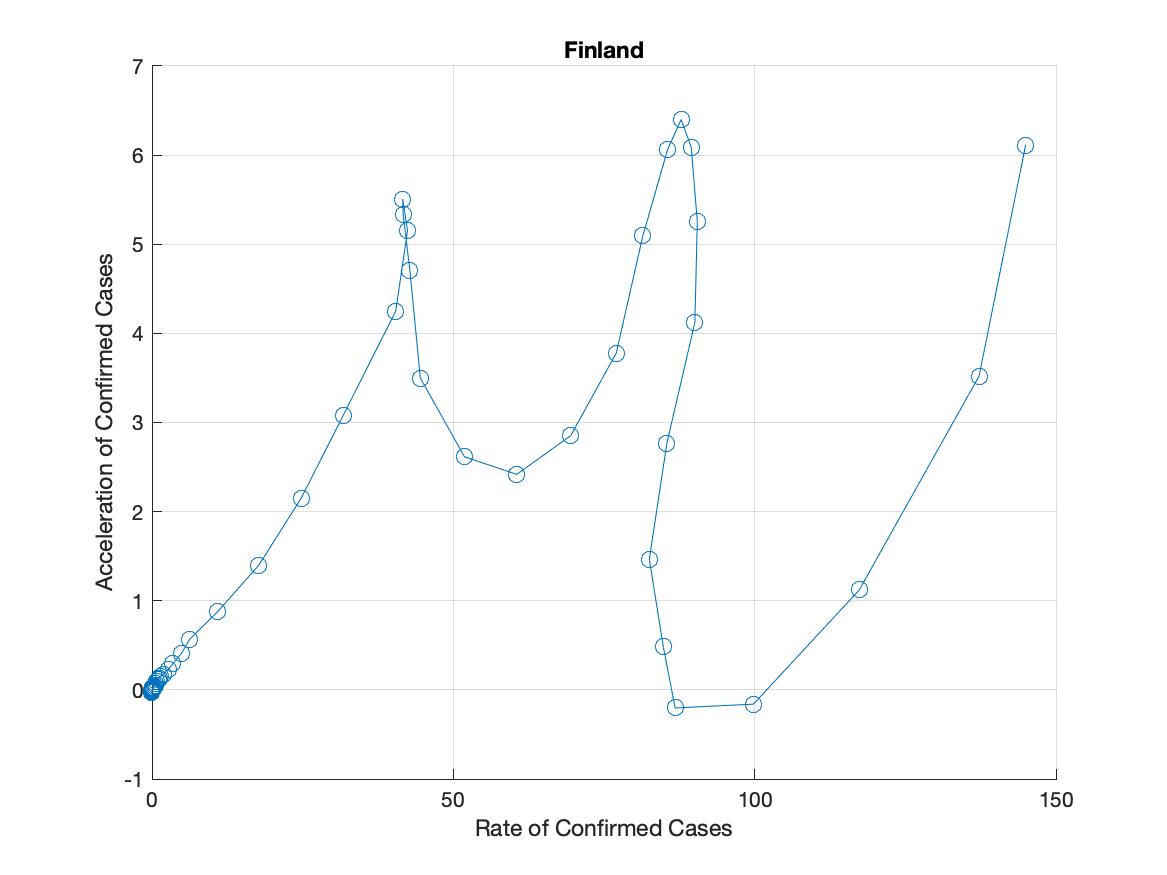 Finland
7
6
5
4
3
2
1
0
-1
Acceleration of Confirmed Cases
0 50 100 150
Rate of Confirmed Cases